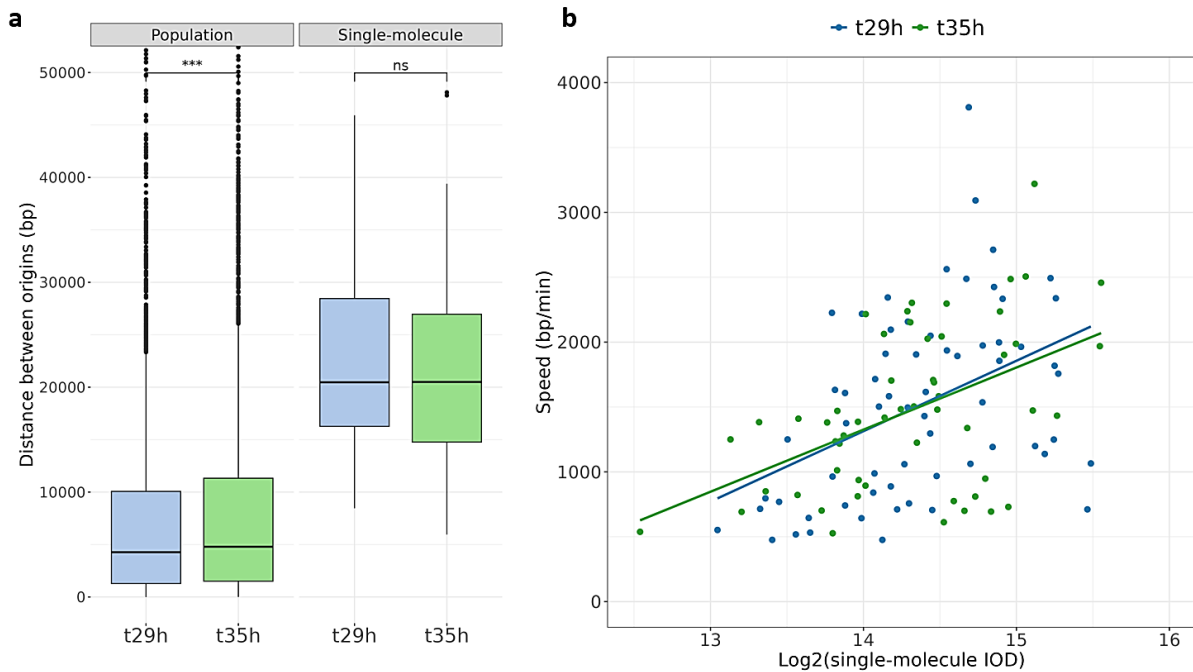 a
Population
Single-molecule
***
ns
Distance between origins (bp)
50000
40000
30000
20000
10000
0
t29h
t35h
t29h
t35h
b
t29h
t35h
Speed (bp/min)
4000
3000
2000
1000
0
13
14
15
16
Log2(single-molecule IOD)